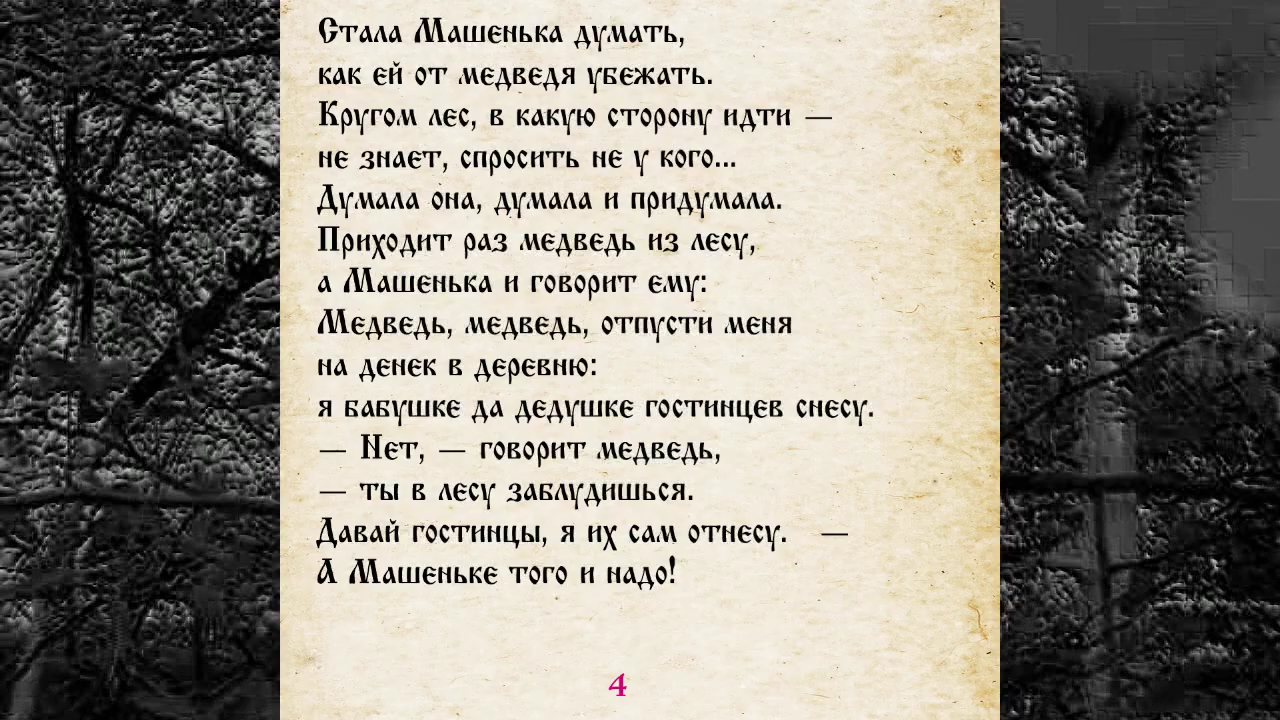 Стала Машенька думать,
как ей от медведя убежать.
Кругом лес, в какую сторону идти —
не знает, спросить не у кого...
Думала она, думала и придумала.
Приходит раз медведь из лесу,
а Машенька и говорит ему:
Медведь, медведь, отпусти меня
на денек в деревню:
я бабушке да дедушке гостинцев снесу.
— Нет, — говорит медведь,
— ты в лесу заблудишься.
Давай гостинцы, я их сам отнесу. —
А Машеньке того и надо!
4